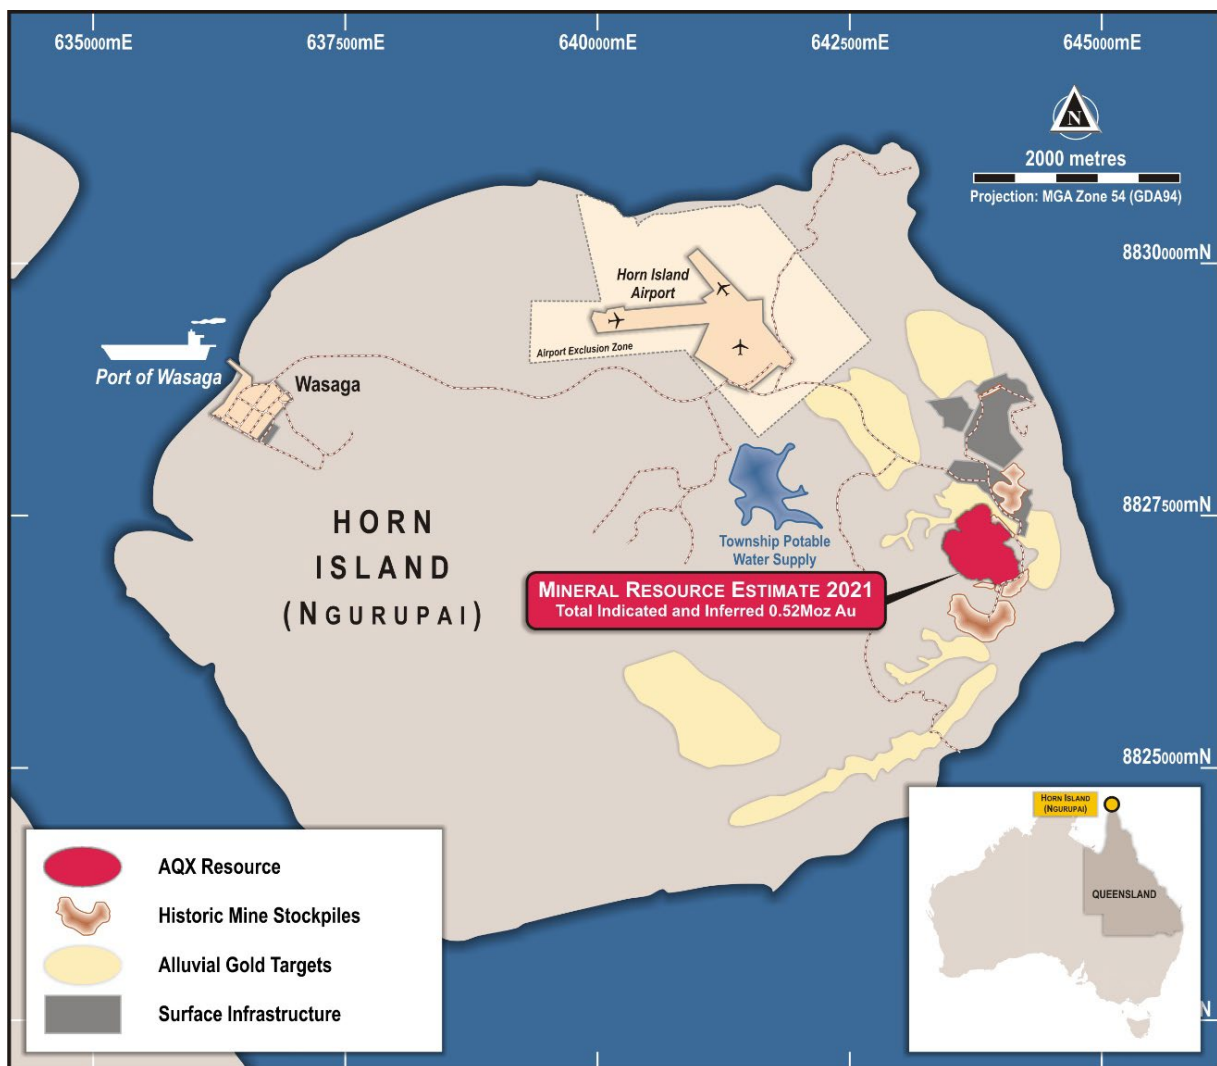 635000mE
637500mE
640000mE
642500mE
645000mE
N
2000 metres
Projection: MGA Zone 54 (GDA94)
8830000mN
Horn Island
Airport
Airport Exclusion Zone
Port of Wasaga
Wasaga
8827500mN
HORN
ISLAND
(NGURUPAI)
Township Potable
Water Supply
MINERAL RESOURCE ESTIMATE 2021
Total Indicated and Inferred 0.52Moz Au
8825000mN
HORN ISLAND
(NGURUPAI)
QUEENSLAND
N
AQX Resource
Historic Mine Stockpiles
Alluvial Gold Targets
Surface Infrastructure